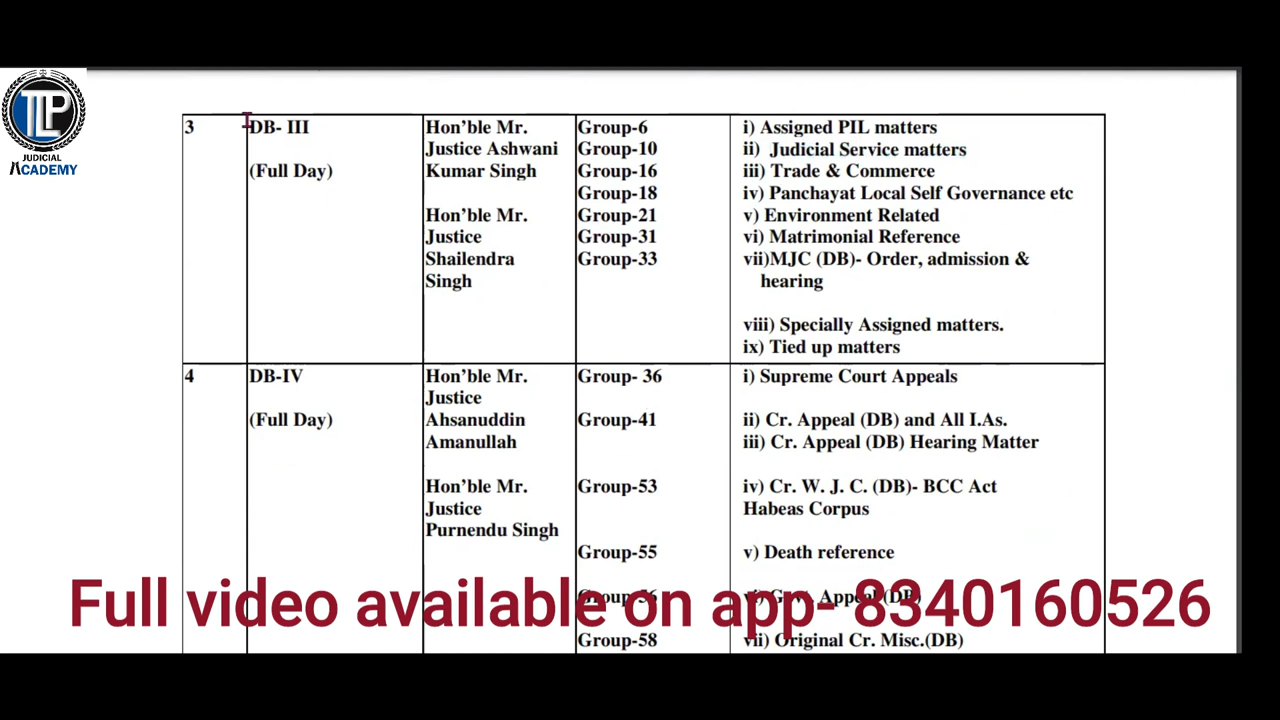 TLP
JUDICIAL
ACADEMY
3
DB- III
(Full Day)
Hon’ble Mr.
Justice Ashwani
Kumar Singh
Hon’ble Mr.
Justice
Shailendra
Singh
Group-6
Group-10
Group-16
Group-18
Group-21
Group-31
Group-33
i) Assigned PIL matters
ii) Judicial Service matters
iii) Trade & Commerce
iv) Panchayat Local Self Governance etc
v) Environment Related
vi) Matrimonial Reference
vii)MJC (DB)- Order, admission &
hearing
viii) Specially Assigned matters.
ix) Tied up matters
4
DB-IV
(Full Day)
Hon’ble Mr.
Justice
Ahsanuddin
Amanullah
Hon’ble Mr.
Justice
Purnendu Singh
Group- 36
Group-41
Group-53
Group-55
Group-56
Group-58
i) Supreme Court Appeals
ii) Cr. Appeal (DB) and All I.As.
iii) Cr. Appeal (DB) Hearing Matter
iv) Cr. W. J. C. (DB)- BCC Act
Habeas Corpus
v) Death reference
vi) Govt. Appeal (DB)
vii) Original Cr. Misc.(DB)
Full video available on app- 8340160526